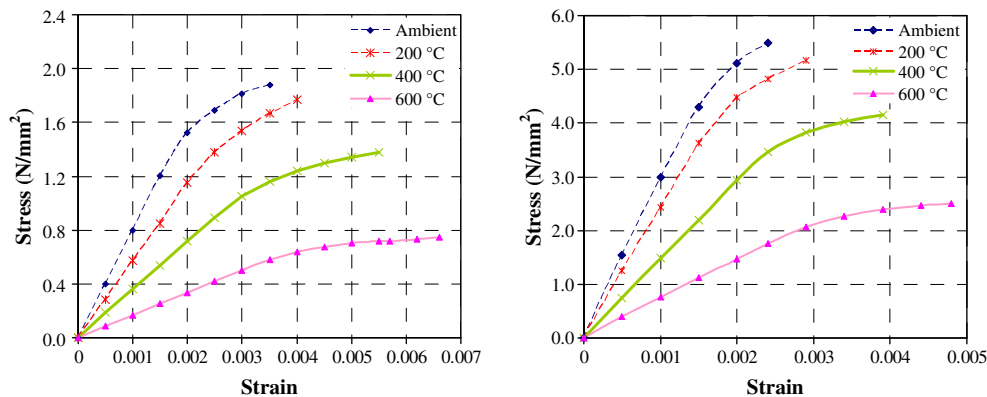 Stress (N/mm²)
2.4
2.0
1.6
1.2
0.8
0.4
0.0
Ambient
200 °C
400 °C
600 °C
0 0.001 0.002 0.003 0.004 0.005 0.006 0.007
Strain
Stress (N/mm²)
6.0
5.0
4.0
3.0
2.0
1.0
0.0
Ambient
200 °C
400 °C
600 °C
0 0.001 0.002 0.003 0.004 0.005
Strain